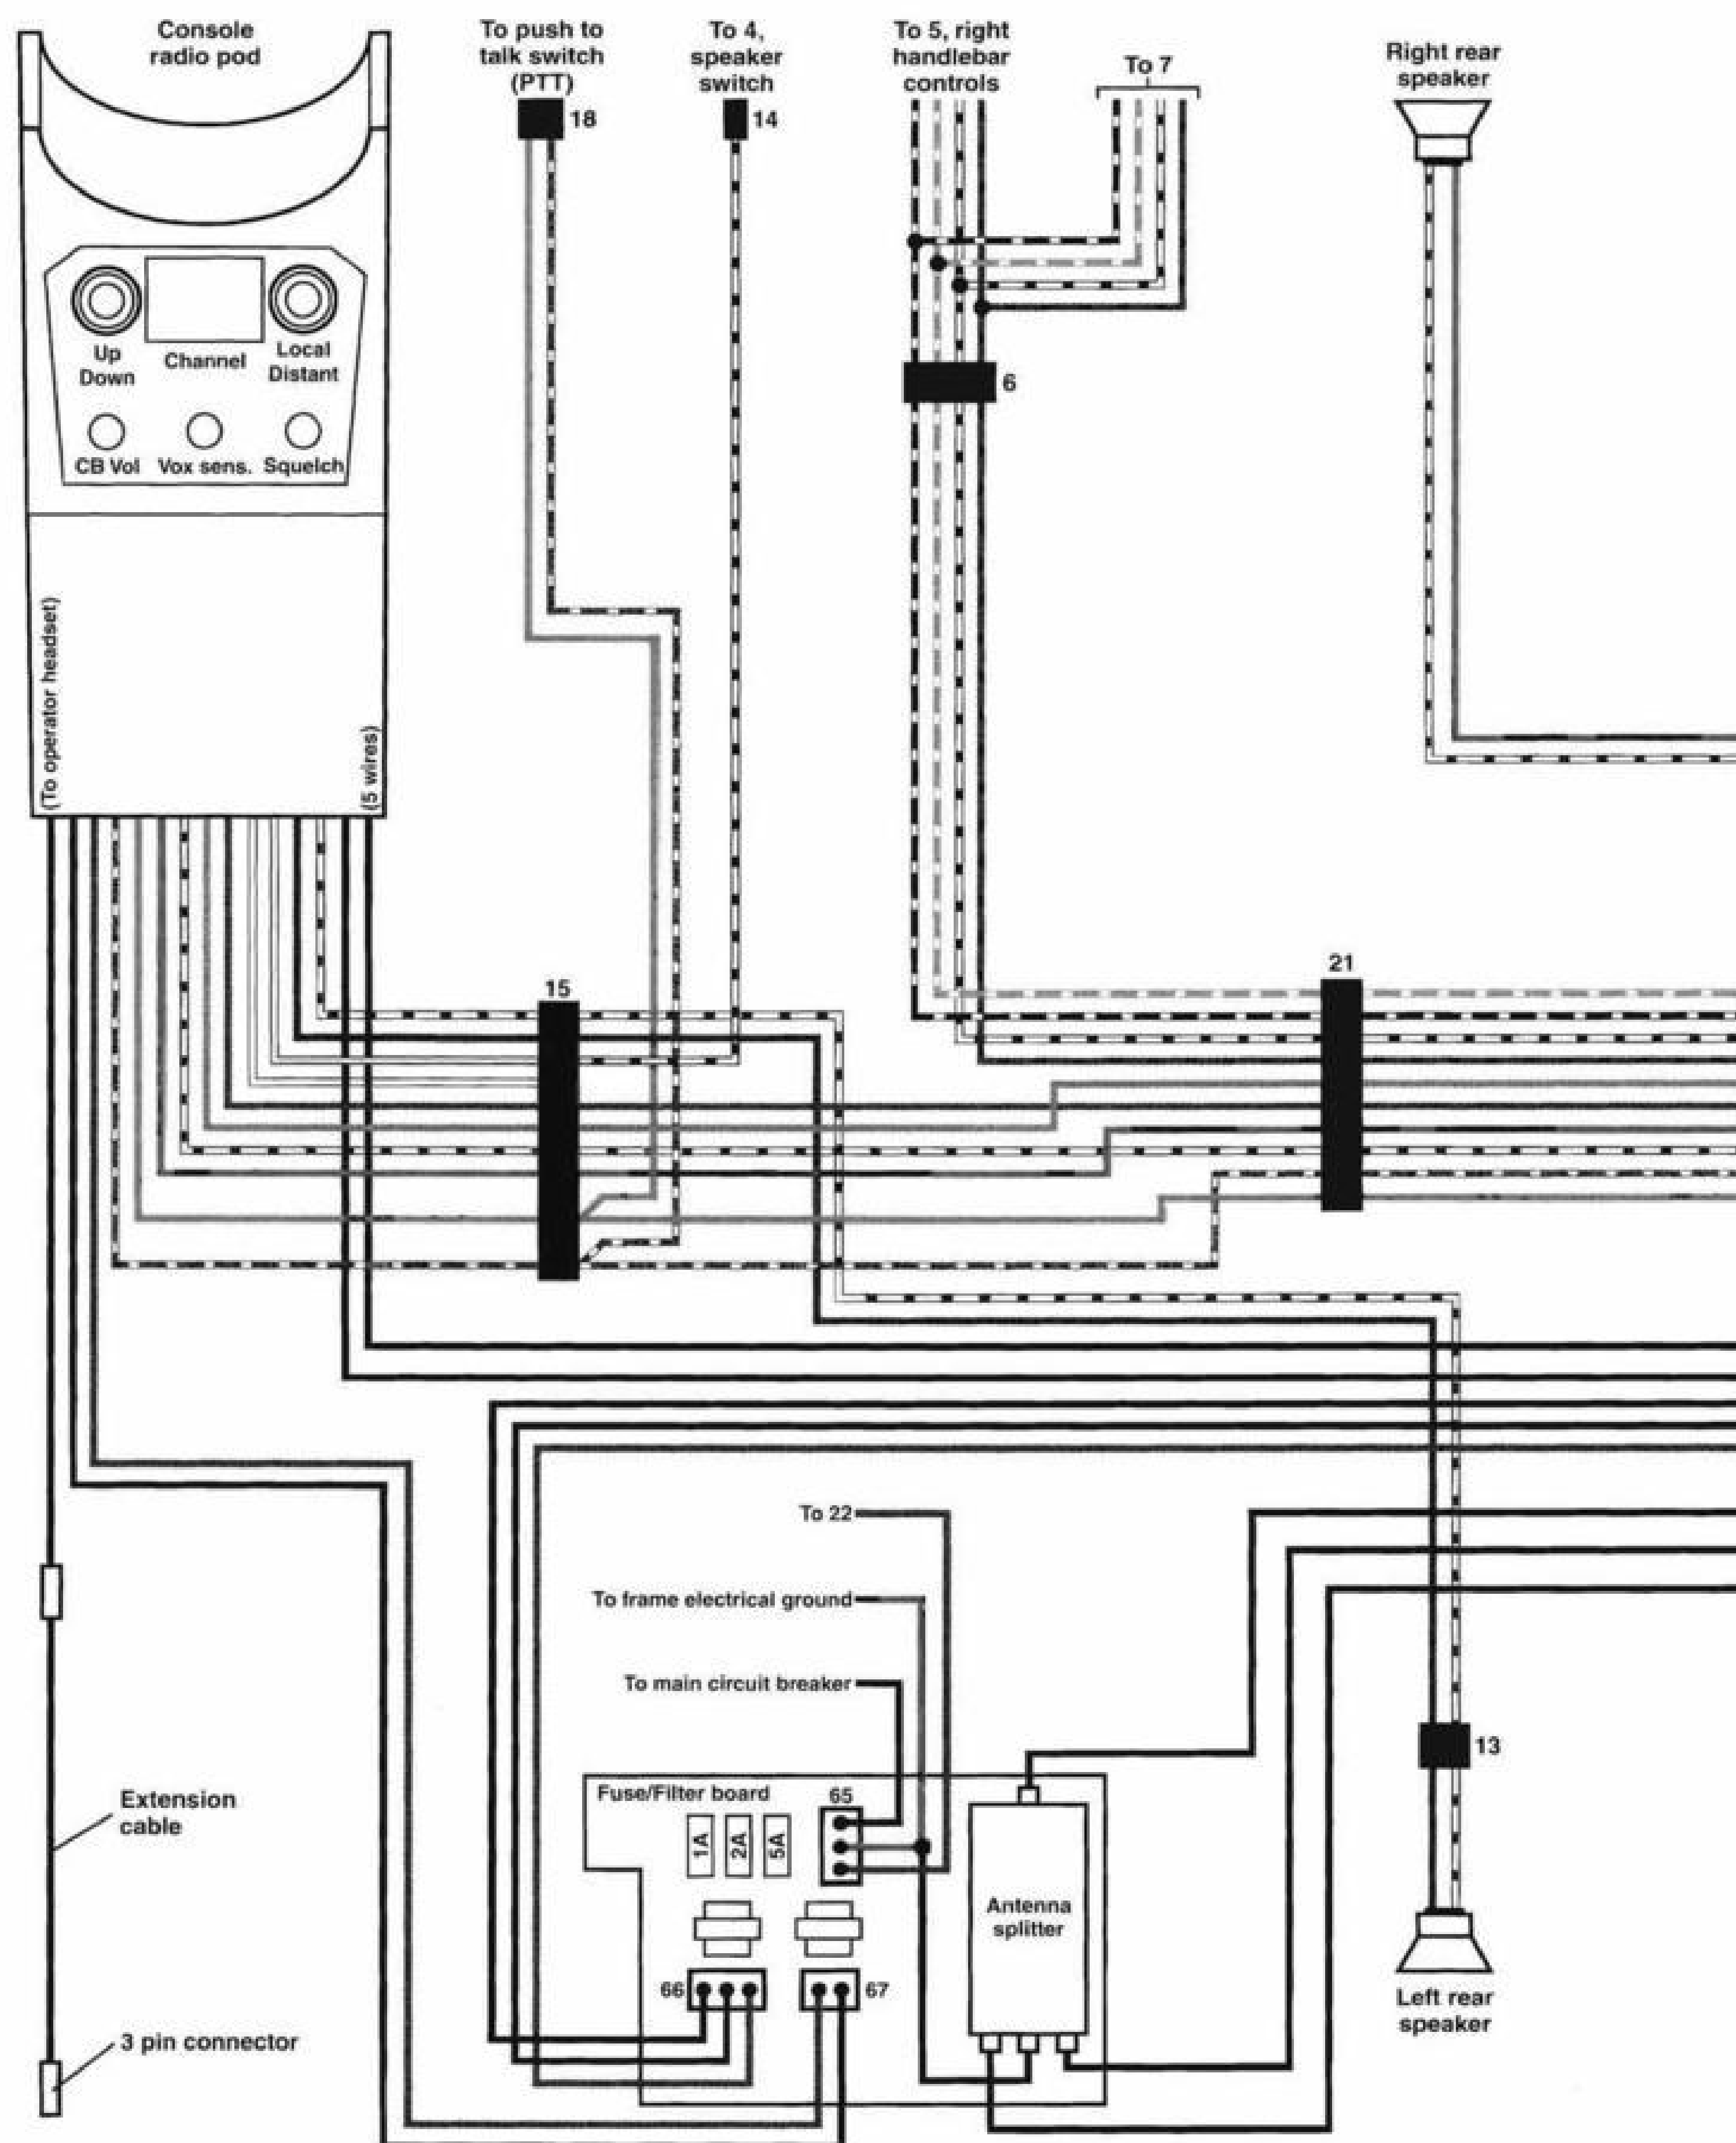 Console
radio pod
To push to
talk switch
(PTT)
18
To 4,
speaker
switch
14
To 5, right
handlebar
controls
To 7
Right rear
speaker
Up
Down
Channel
Local
Distant
CB Vol
Vox sens.
Squelch
6
(To operator headset)
(5 wires)
15
21
To 22
To frame electrical ground
To main circuit breaker
13
Fuse/Filter board
65
1A
2A
5A
Extension
cable
Antenna
splitter
66
67
Left rear
speaker
3 pin connector